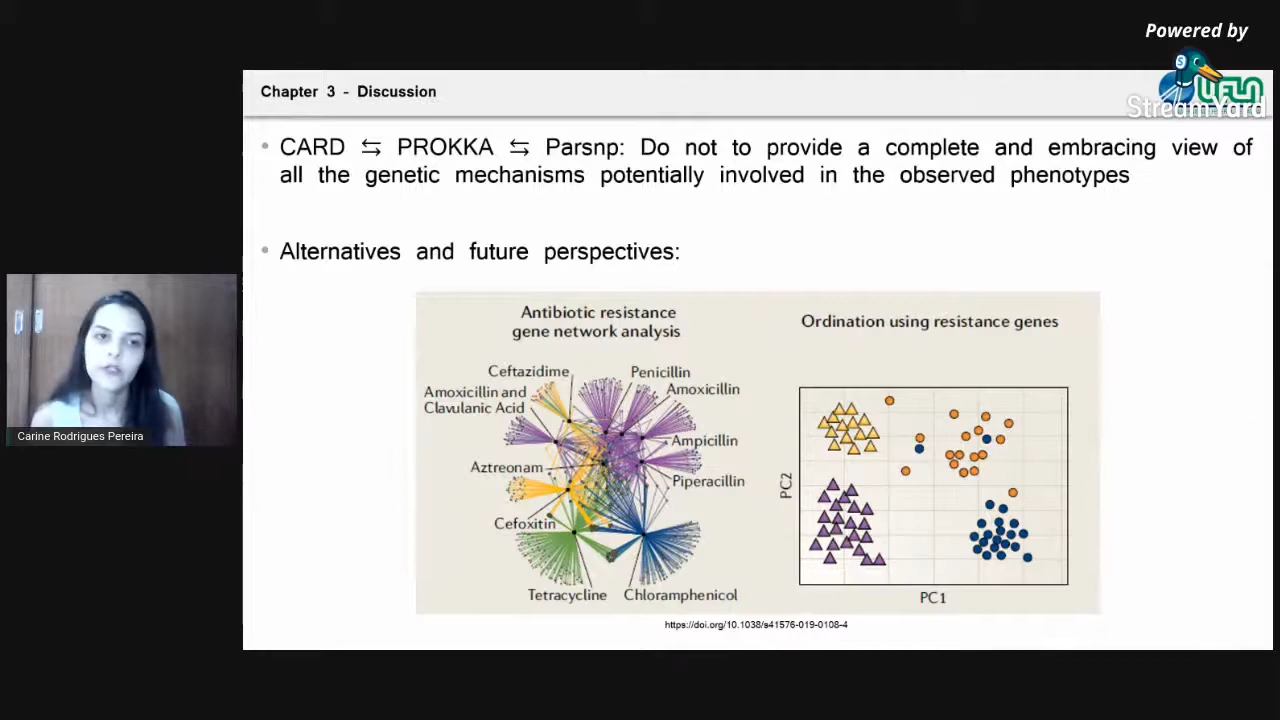 Powered by
S
UFLA
StreamYard
Chapter 3 - Discussion
• CARD ⇆ PROKKA ⇆ Parsnp: Do not to provide a complete and embracing view of
all the genetic mechanisms potentially involved in the observed phenotypes
• Alternatives and future perspectives:
Antibiotic resistance
gene network analysis
Ceftazidime
Penicillin
Amoxicillin and
Clavulanic Acid
Amoxicillin
Ampicillin
Aztreonam
Piperacillin
Cefoxitin
Tetracycline
Chloramphenicol
Ordination using resistance genes
PC2
PC1
https://doi.org/10.1038/s41576-019-0108-4
Carine Rodrigues Pereira